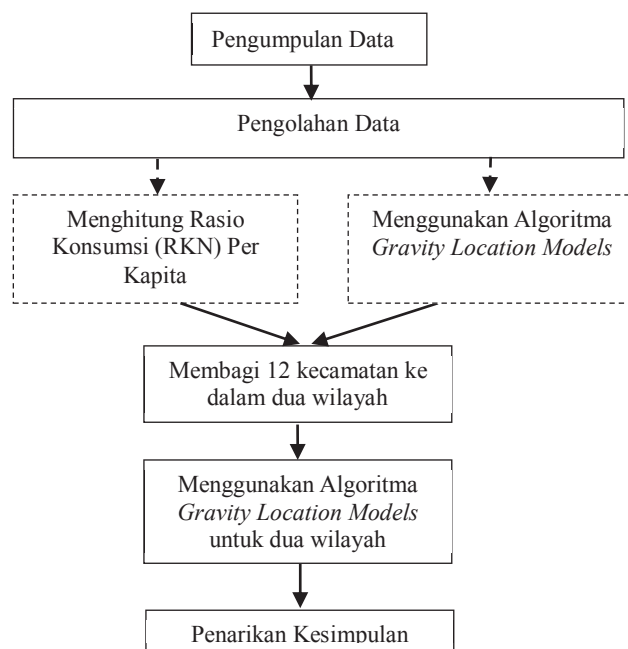 Pengumpulan Data
Pengolahan Data
Menghitung Rasio
Konsumsi (RKN) Per
Kapita
Menggunakan Algoritma
Gravity Location Models
Membagi 12 kecamatan ke
dalam dua wilayah
Menggunakan Algoritma
Gravity Location Models
untuk dua wilayah
Penarikan Kesimpulan